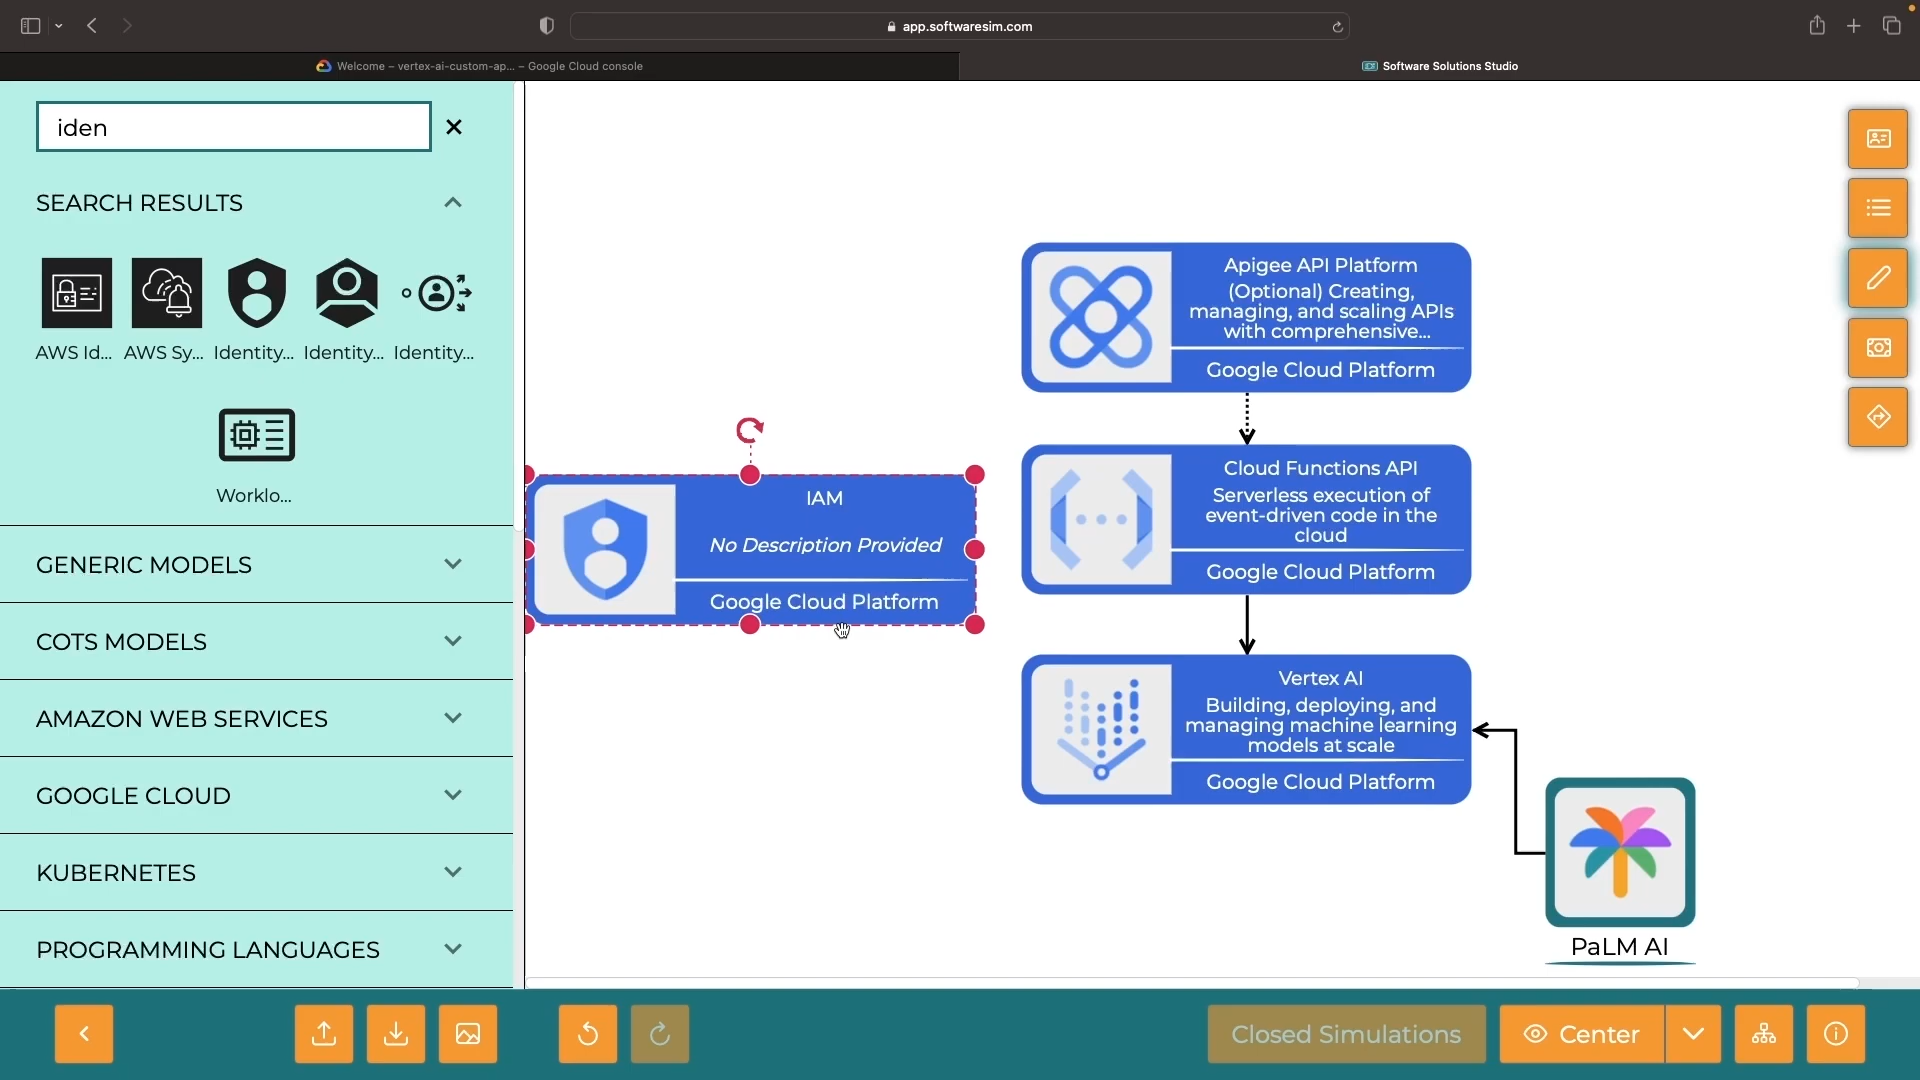 app.softwaresim.com
Welcome – vertex-ai-custom-ap... – Google Cloud console
Software Solutions Studio
iden
SEARCH RESULTS
AWS Id...
AWS Sy...
Identity...
Identity...
Identity...
Worklo...
GENERIC MODELS
COTS MODELS
AMAZON WEB SERVICES
GOOGLE CLOUD
KUBERNETES
PROGRAMMING LANGUAGES
IAM
No Description Provided
Google Cloud Platform
Apigee API Platform
(Optional) Creating,
managing, and scaling APIs
with comprehensive...
Google Cloud Platform
Cloud Functions API
Serverless execution of
event-driven code in the
cloud
Google Cloud Platform
Vertex AI
Building, deploying, and
managing machine learning
models at scale
Google Cloud Platform
PaLM AI
Closed Simulations
Center